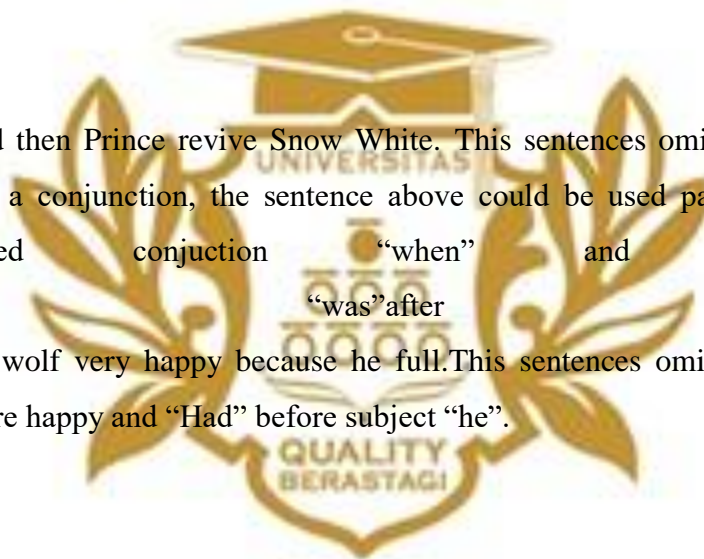 d then Prince revive Snow White. This sentences omi
UNIVERSITAS
a conjunction, the sentence above could be used pa
ed conjuction “when” and
“was”after
wolf very happy because he full.This sentences omi
re happy and “Had” before subject “he”.
QUALITY
BERASTAGI